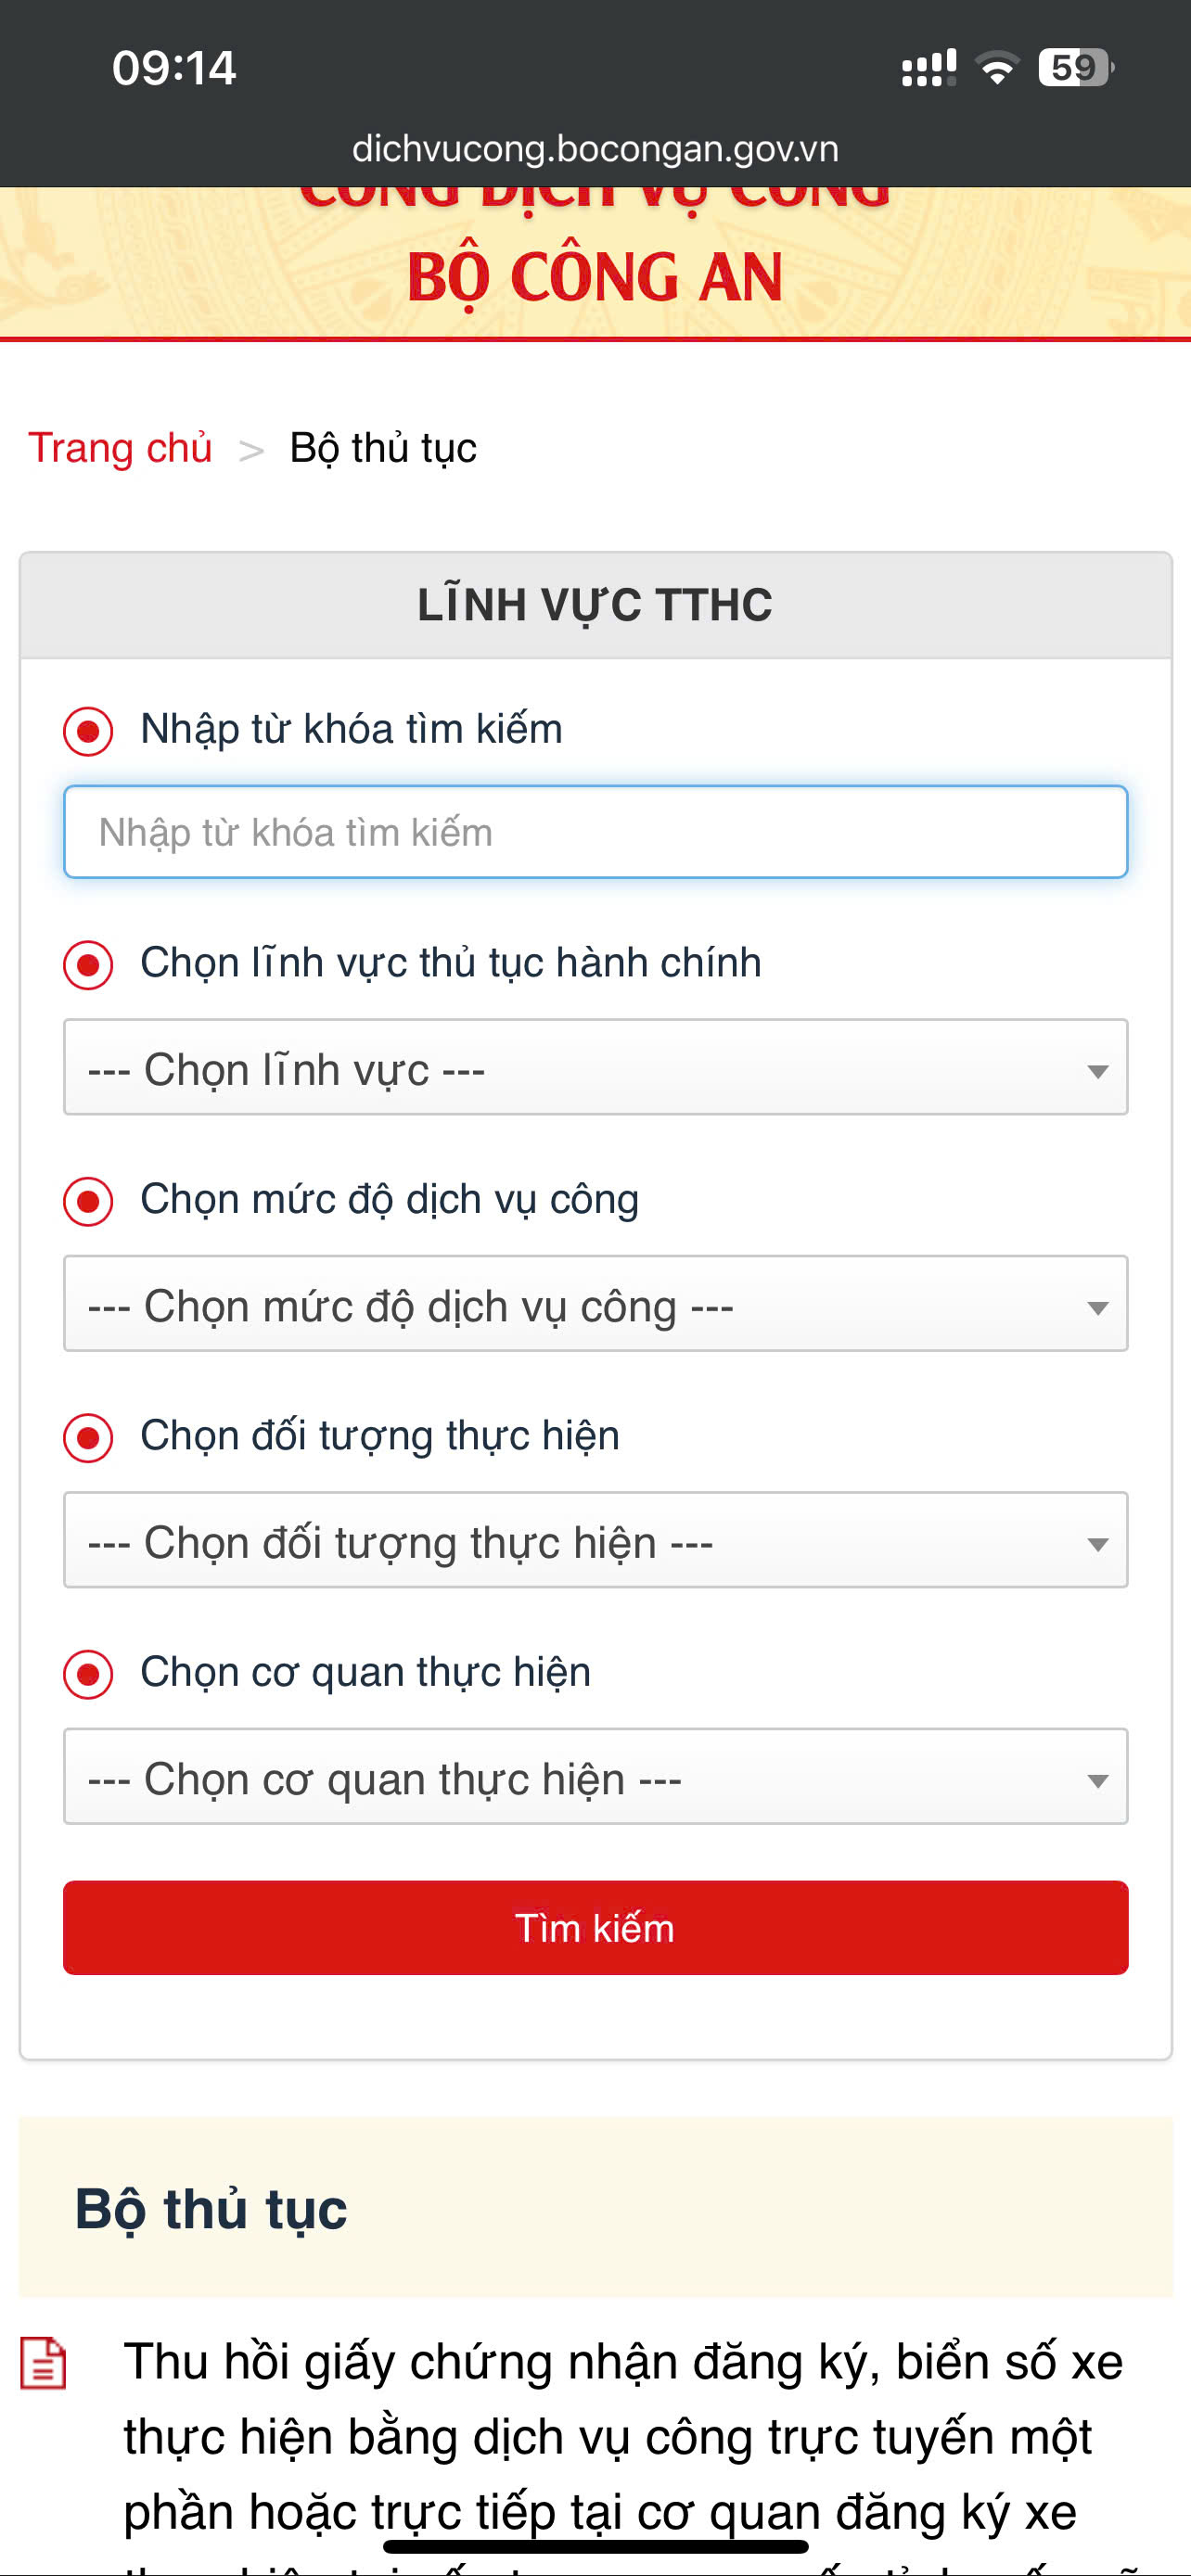 09:14
59
dichvucong.bocongan.gov.vn
CỔNG DỊCH VỤ CÔNG
BỘ CÔNG AN
Trang chủ > Bộ thủ tục
LĨNH VỰC TTHC
Nhập từ khóa tìm kiếm
Nhập từ khóa tìm kiếm
Chọn lĩnh vực thủ tục hành chính
--- Chọn lĩnh vực ---
Chọn mức độ dịch vụ công
--- Chọn mức độ dịch vụ công ---
Chọn đối tượng thực hiện
--- Chọn đối tượng thực hiện ---
Chọn cơ quan thực hiện
--- Chọn cơ quan thực hiện ---
Tìm kiếm
Bộ thủ tục
Thu hồi giấy chứng nhận đăng ký, biển số xe
thực hiện bằng dịch vụ công trực tuyến một
phần hoặc trực tiếp tại cơ quan đăng ký xe